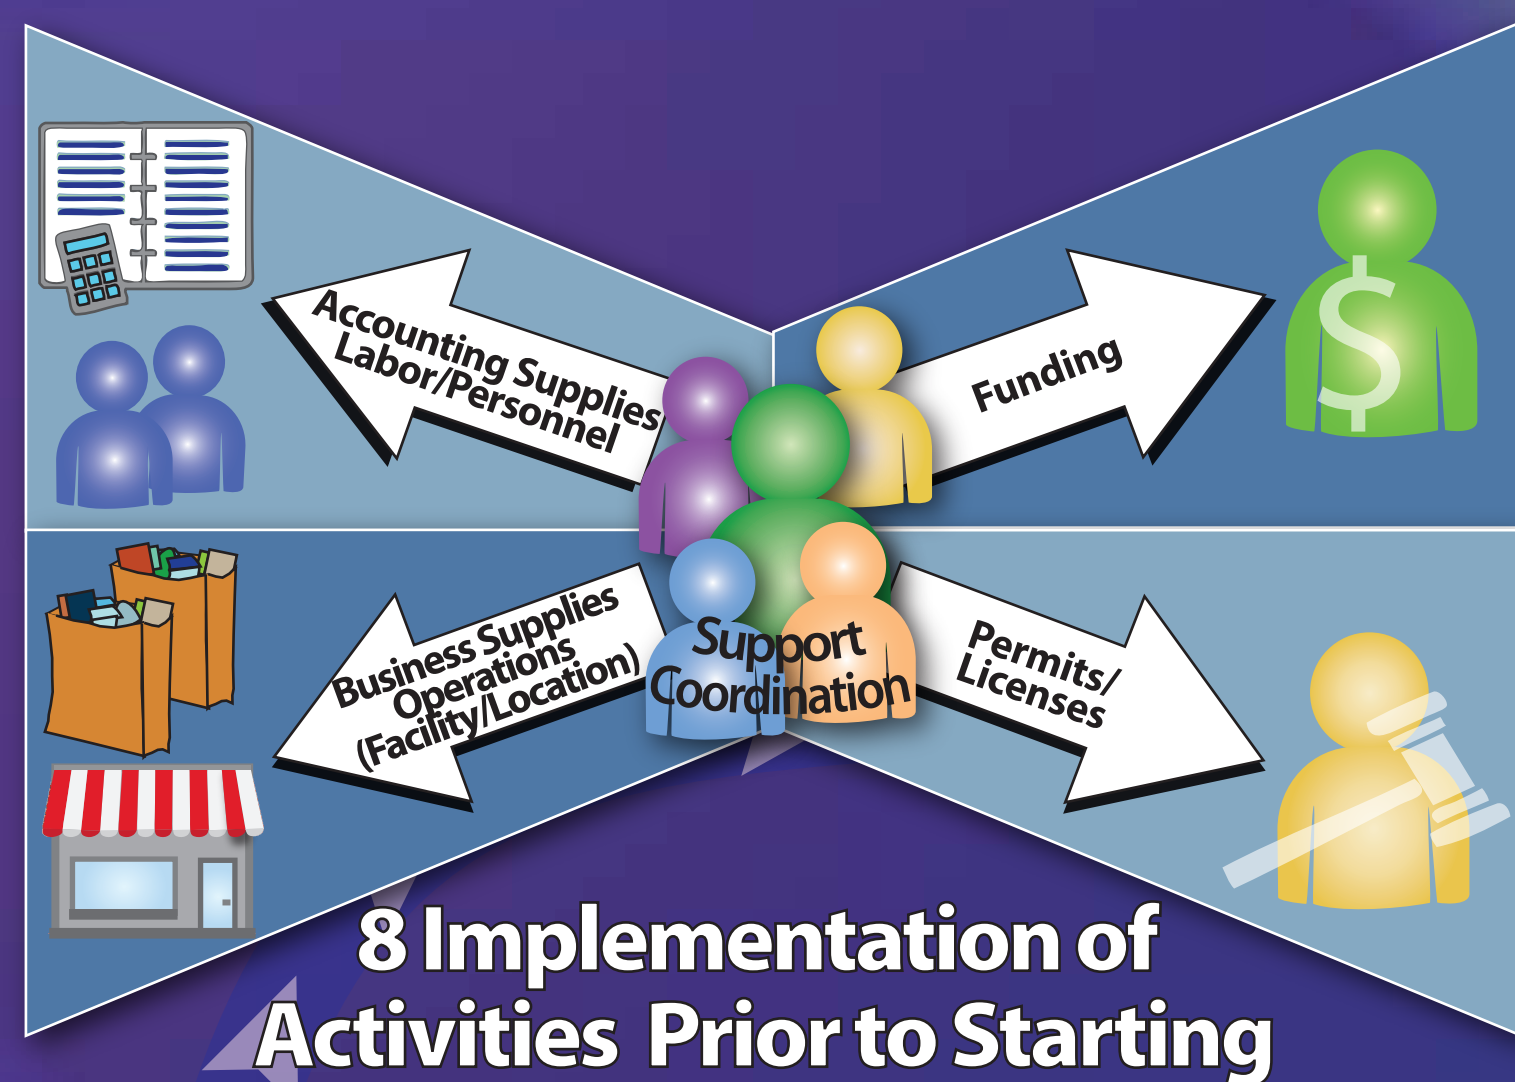 Accounting Supplies
Labor/Personnel
Funding
Business Supplies
Operations
(Facility/Location)
Support
Coordination
Permits/
Licenses
$
8 Implementation of
Activities Prior to Starting